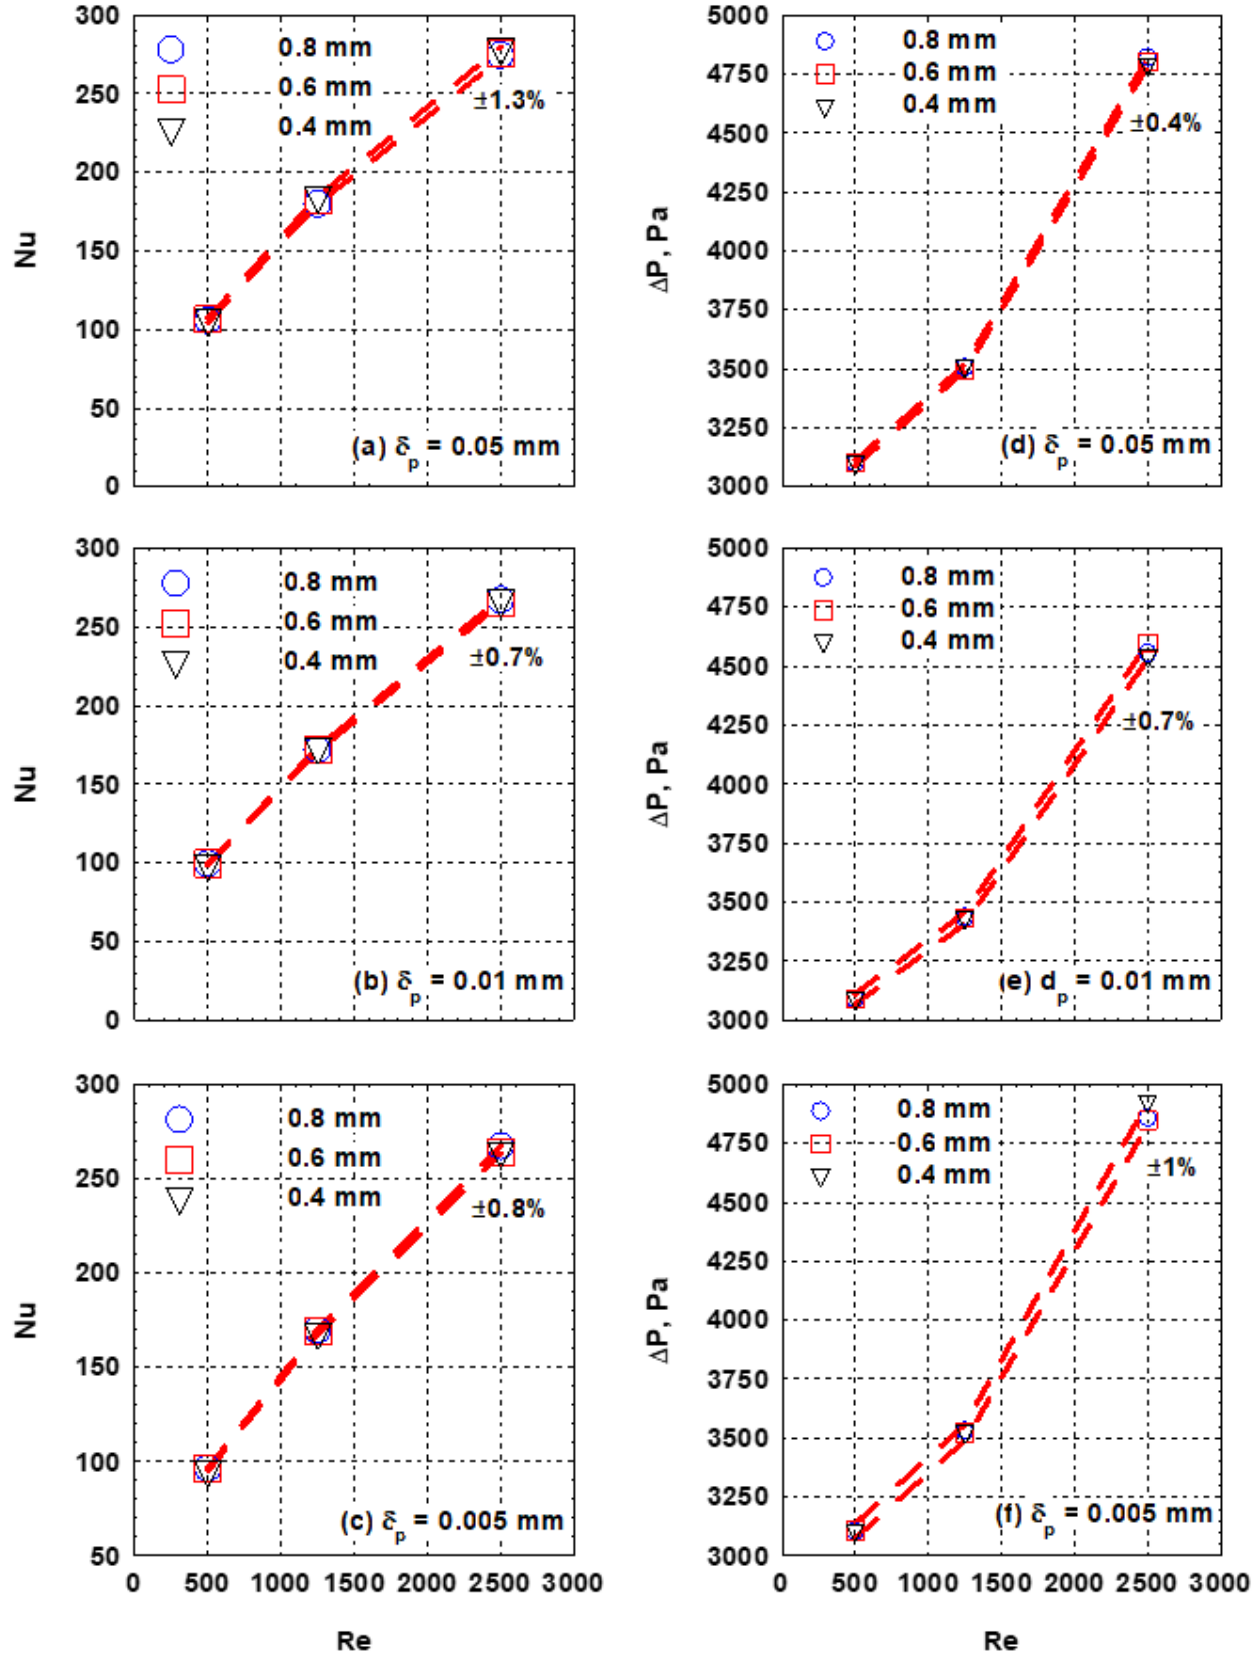 300
250
200
150
100
50
0
Nu
0.8 mm
0.6 mm
0.4 mm
±1.3%
(a) δp = 0.05 mm
5000
4750
4500
4250
4000
3750
3500
3250
3000
ΔP, Pa
0.8 mm
0.6 mm
0.4 mm
±0.4%
(d) δp = 0.05 mm
300
250
200
150
100
50
0
Nu
0.8 mm
0.6 mm
0.4 mm
±0.7%
(b) δp = 0.01 mm
5000
4750
4500
4250
4000
3750
3500
3250
3000
ΔP, Pa
0.8 mm
0.6 mm
0.4 mm
±0.7%
(e) dp = 0.01 mm
300
250
200
150
100
50
Nu
0.8 mm
0.6 mm
0.4 mm
±0.8%
(c) δp = 0.005 mm
0 500 1000 1500 2000 2500 3000
Re
5000
4750
4500
4250
4000
3750
3500
3250
3000
ΔP, Pa
0.8 mm
0.6 mm
0.4 mm
±1%
(f) δp = 0.005 mm
0 500 1000 1500 2000 2500 3000
Re